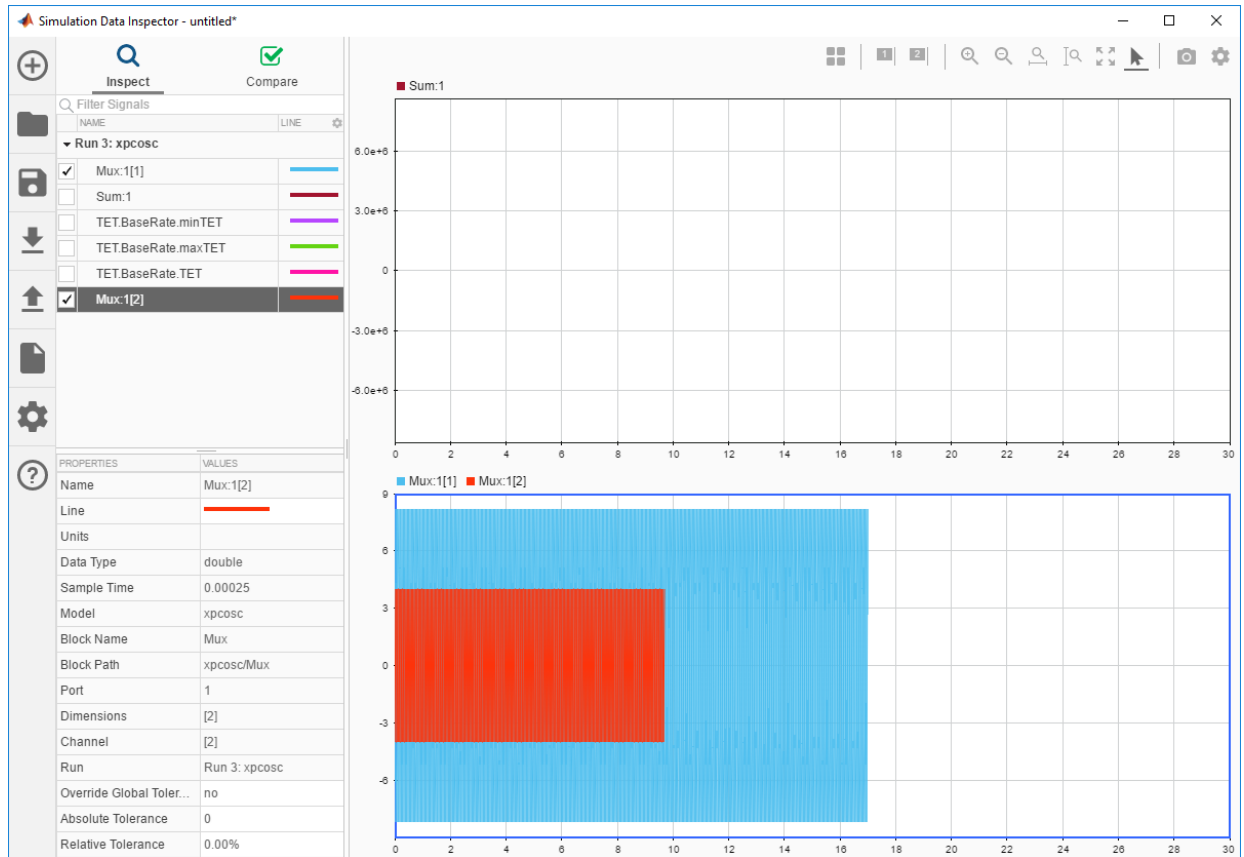 Simulation Data Inspector - untitled*
Inspect
Compare
Filter Signals
NAME LINE
Run 3: xpcosc
Mux:1[1]
Sum:1
TET.BaseRate.minTET
TET.BaseRate.maxTET
TET.BaseRate.TET
Mux:1[2]
PROPERTIES VALUES
Name Mux:1[2]
Line
Units
Data Type double
Sample Time 0.00025
Model xpcosc
Block Name Mux
Block Path xpcosc/Mux
Port 1
Dimensions [2]
Channel [2]
Run Run 3: xpcosc
Override Global Toler... no
Absolute Tolerance 0
Relative Tolerance 0.00%
1 2
Sum:1
6.0e+6
3.0e+6
0
-3.0e+6
-6.0e+6
0 2 4 6 8 10 12 14 16 18 20 22 24 26 28 30
Mux:1[1] Mux:1[2]
9
6
3
0
-3
-6
0 2 4 6 8 10 12 14 16 18 20 22 24 26 28 30